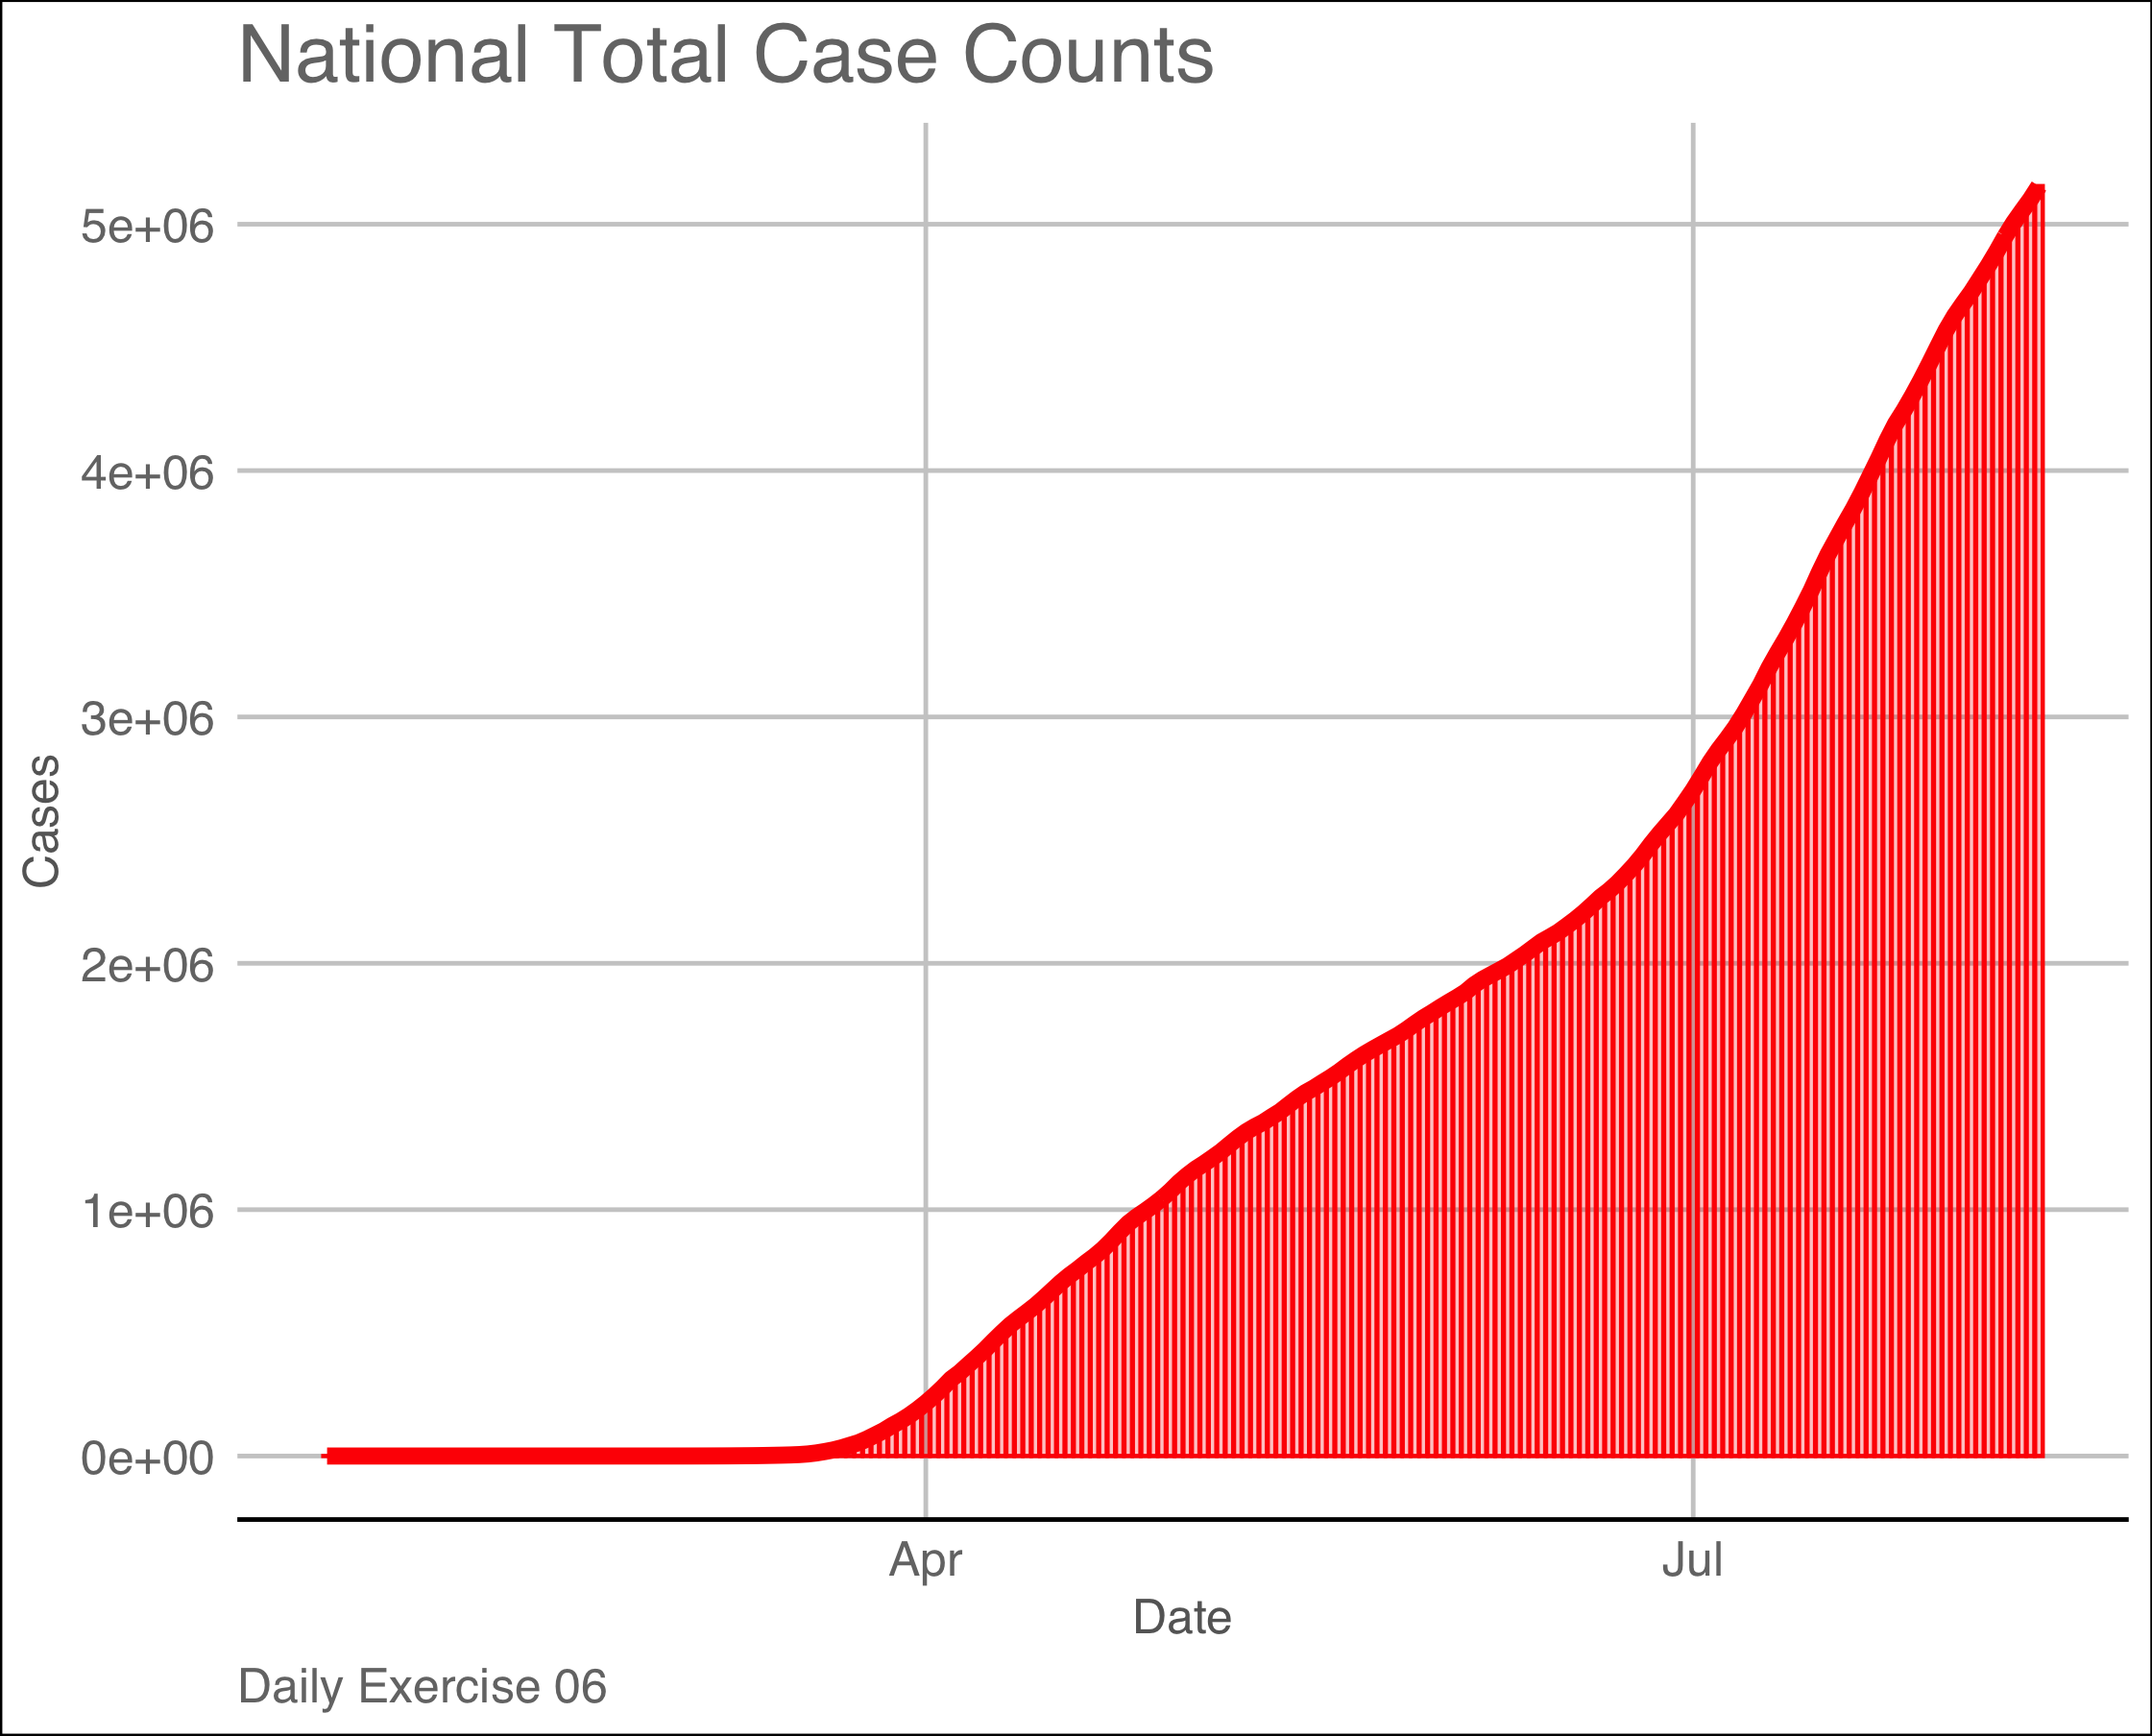 National Total Case Counts
5e+06
4e+06
3e+06
2e+06
1e+06
0e+00
Cases
Apr
Jul
Date
Daily Exercise 06